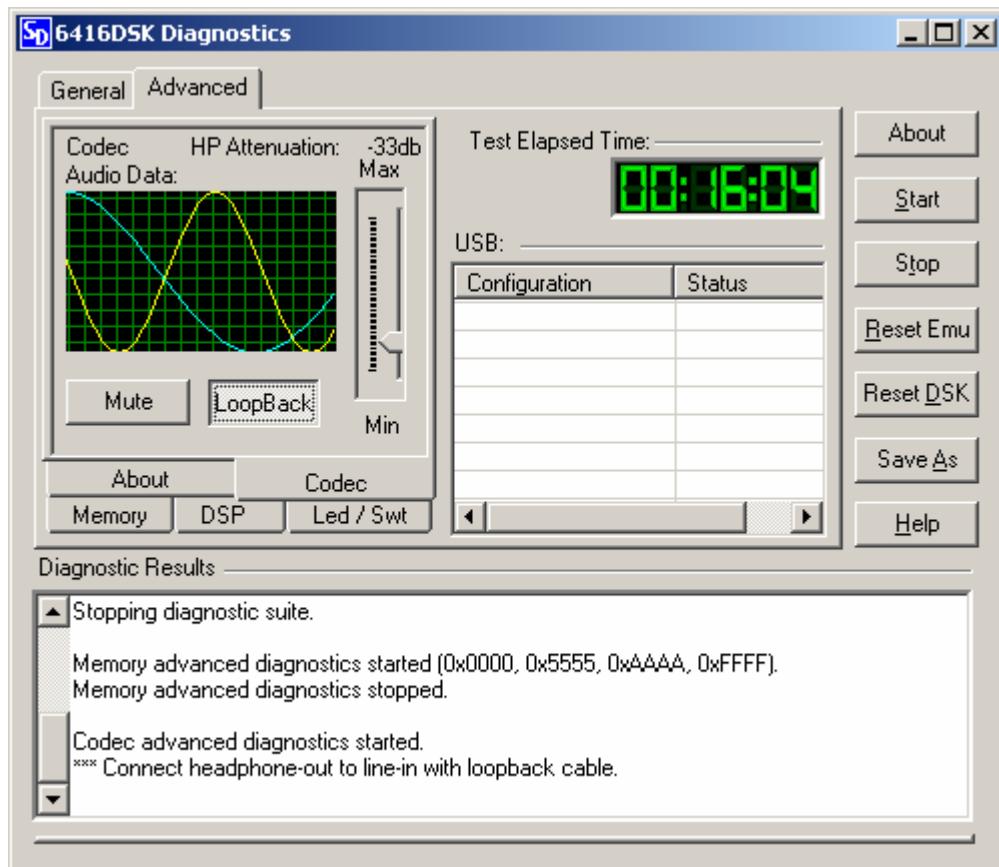 SD 6416DSK Diagnostics
General Advanced
Codec HP Attenuation: -33db
Audio Data: Max
Mute LoopBack
Min
About Codec
Memory DSP Led / Swt
Test Elapsed Time:
00:16:04
USB:
Configuration Status
About
Start
Stop
Reset Emu
Reset DSK
Save As
Help
Diagnostic Results
Stopping diagnostic suite.
Memory advanced diagnostics started (0x0000, 0x5555, 0xAAAA, 0xFFFF).
Memory advanced diagnostics stopped.
Codec advanced diagnostics started.
*** Connect headphone-out to line-in with loopback cable.